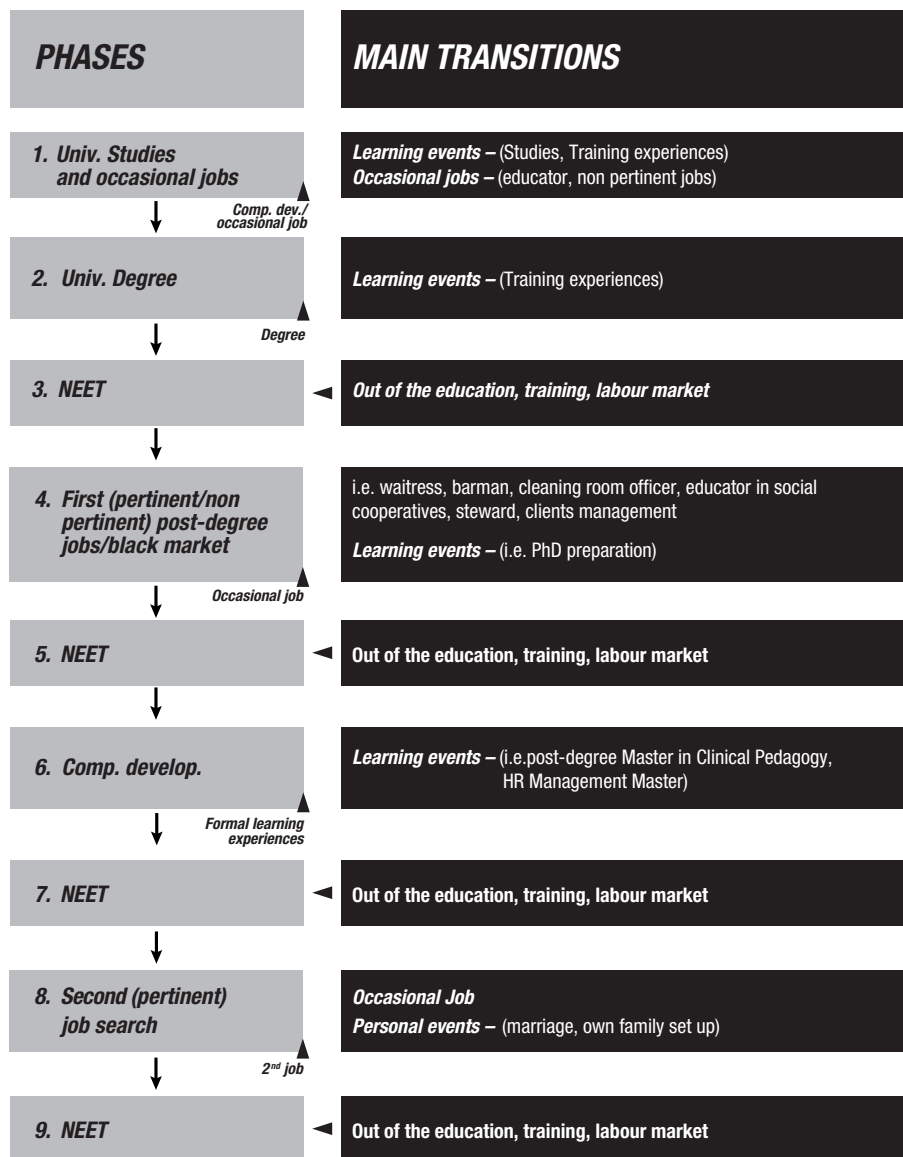 PHASES
MAIN TRANSITIONS
1. Univ. Studies
and occasional jobs
Learning events – (Studies, Training experiences)
Occasional jobs – (educator, non pertinent jobs)
Comp. dev./
occasional job
2. Univ. Degree
Learning events – (Training experiences)
Degree
3. NEET
Out of the education, training, labour market
4. First (pertinent/non
pertinent) post-degree
jobs/black market
i.e. waitress, barman, cleaning room officer, educator in social
cooperatives, steward, clients management
Learning events – (i.e. PhD preparation)
Occasional job
5. NEET
Out of the education, training, labour market
6. Comp. develop.
Learning events – (i.e.post-degree Master in Clinical Pedagogy,
HR Management Master)
Formal learning
experiences
7. NEET
Out of the education, training, labour market
8. Second (pertinent)
job search
Occasional Job
Personal events – (marriage, own family set up)
2nd job
9. NEET
Out of the education, training, labour market